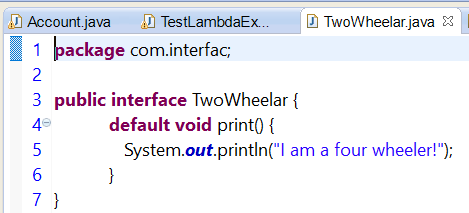 Account.java TestLambdaEx... TwoWheelar.java
1 package com.interfac;
2
3 public interface TwoWheelar {
4 default void print() {
5 System.out.println("I am a four wheeler!");
6 }
7 }